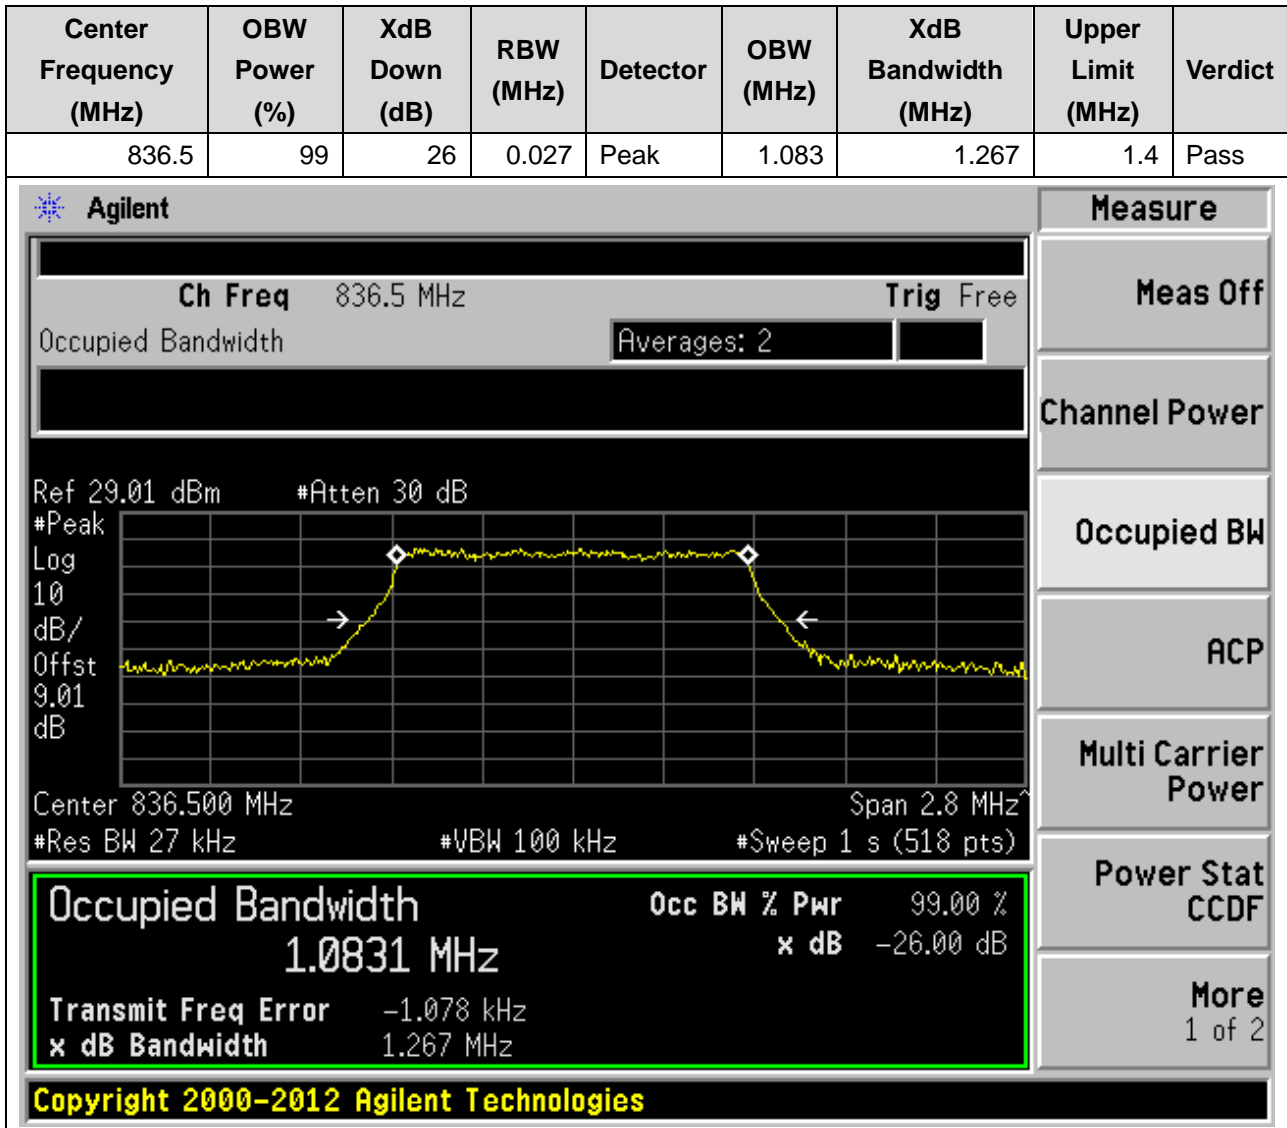 Center Frequency (MHz) OBW Power (%) XdB Down (dB) RBW (MHz) Detector OBW (MHz) XdB Bandwidth (MHz) Upper Limit (MHz) Verdict
836.5 99 26 0.027 Peak 1.083 1.267 1.4 Pass
Agilent
Measure
Ch Freq 836.5 MHz Trig Free
Meas Off
Occupied Bandwidth Averages: 2
Channel Power
Ref 29.01 dBm #Atten 30 dB
#Peak
Log
10
dB/
Offst
9.01
dB
Occupied BW
ACP
Multi Carrier
Power
Center 836.500 MHz Span 2.8 MHz^
#Res BW 27 kHz #VBW 100 kHz #Sweep 1 s (518 pts)
Power Stat
CCDF
Occupied Bandwidth Occ BW % Pwr 99.00 %
1.0831 MHz x dB -26.00 dB
Transmit Freq Error -1.078 kHz
x dB Bandwidth 1.267 MHz
More
1 of 2
Copyright 2000-2012 Agilent Technologies